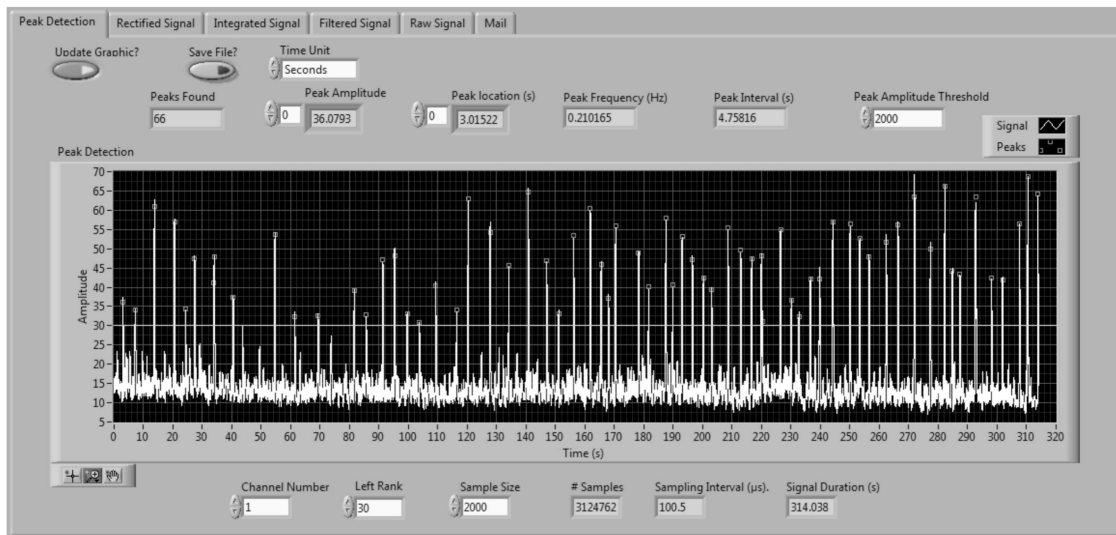 Peak Detection Rectified Signal Integrated Signal Filtered Signal Raw Signal Mail
Update Graphic? Save File? Time Unit
Seconds
Peaks Found Peak Amplitude Peak location (s) Peak Frequency (Hz) Peak Interval (s) Peak Amplitude Threshold
66 0 36.0793 0 3.01522 0.210165 4.75816 2000
Signal
Peaks
Peak Detection
70
65
60
55
50
45
40
35
30
25
20
15
10
5
Amplitude
0 10 20 30 40 50 60 70 80 90 100 110 120 130 140 150 160 170 180 190 200 210 220 230 240 250 260 270 280 290 300 310 320
Time (s)
Channel Number Left Rank Sample Size # Samples Sampling Interval (µs). Signal Duration (s)
1 30 2000 3124762 100.5 314.038